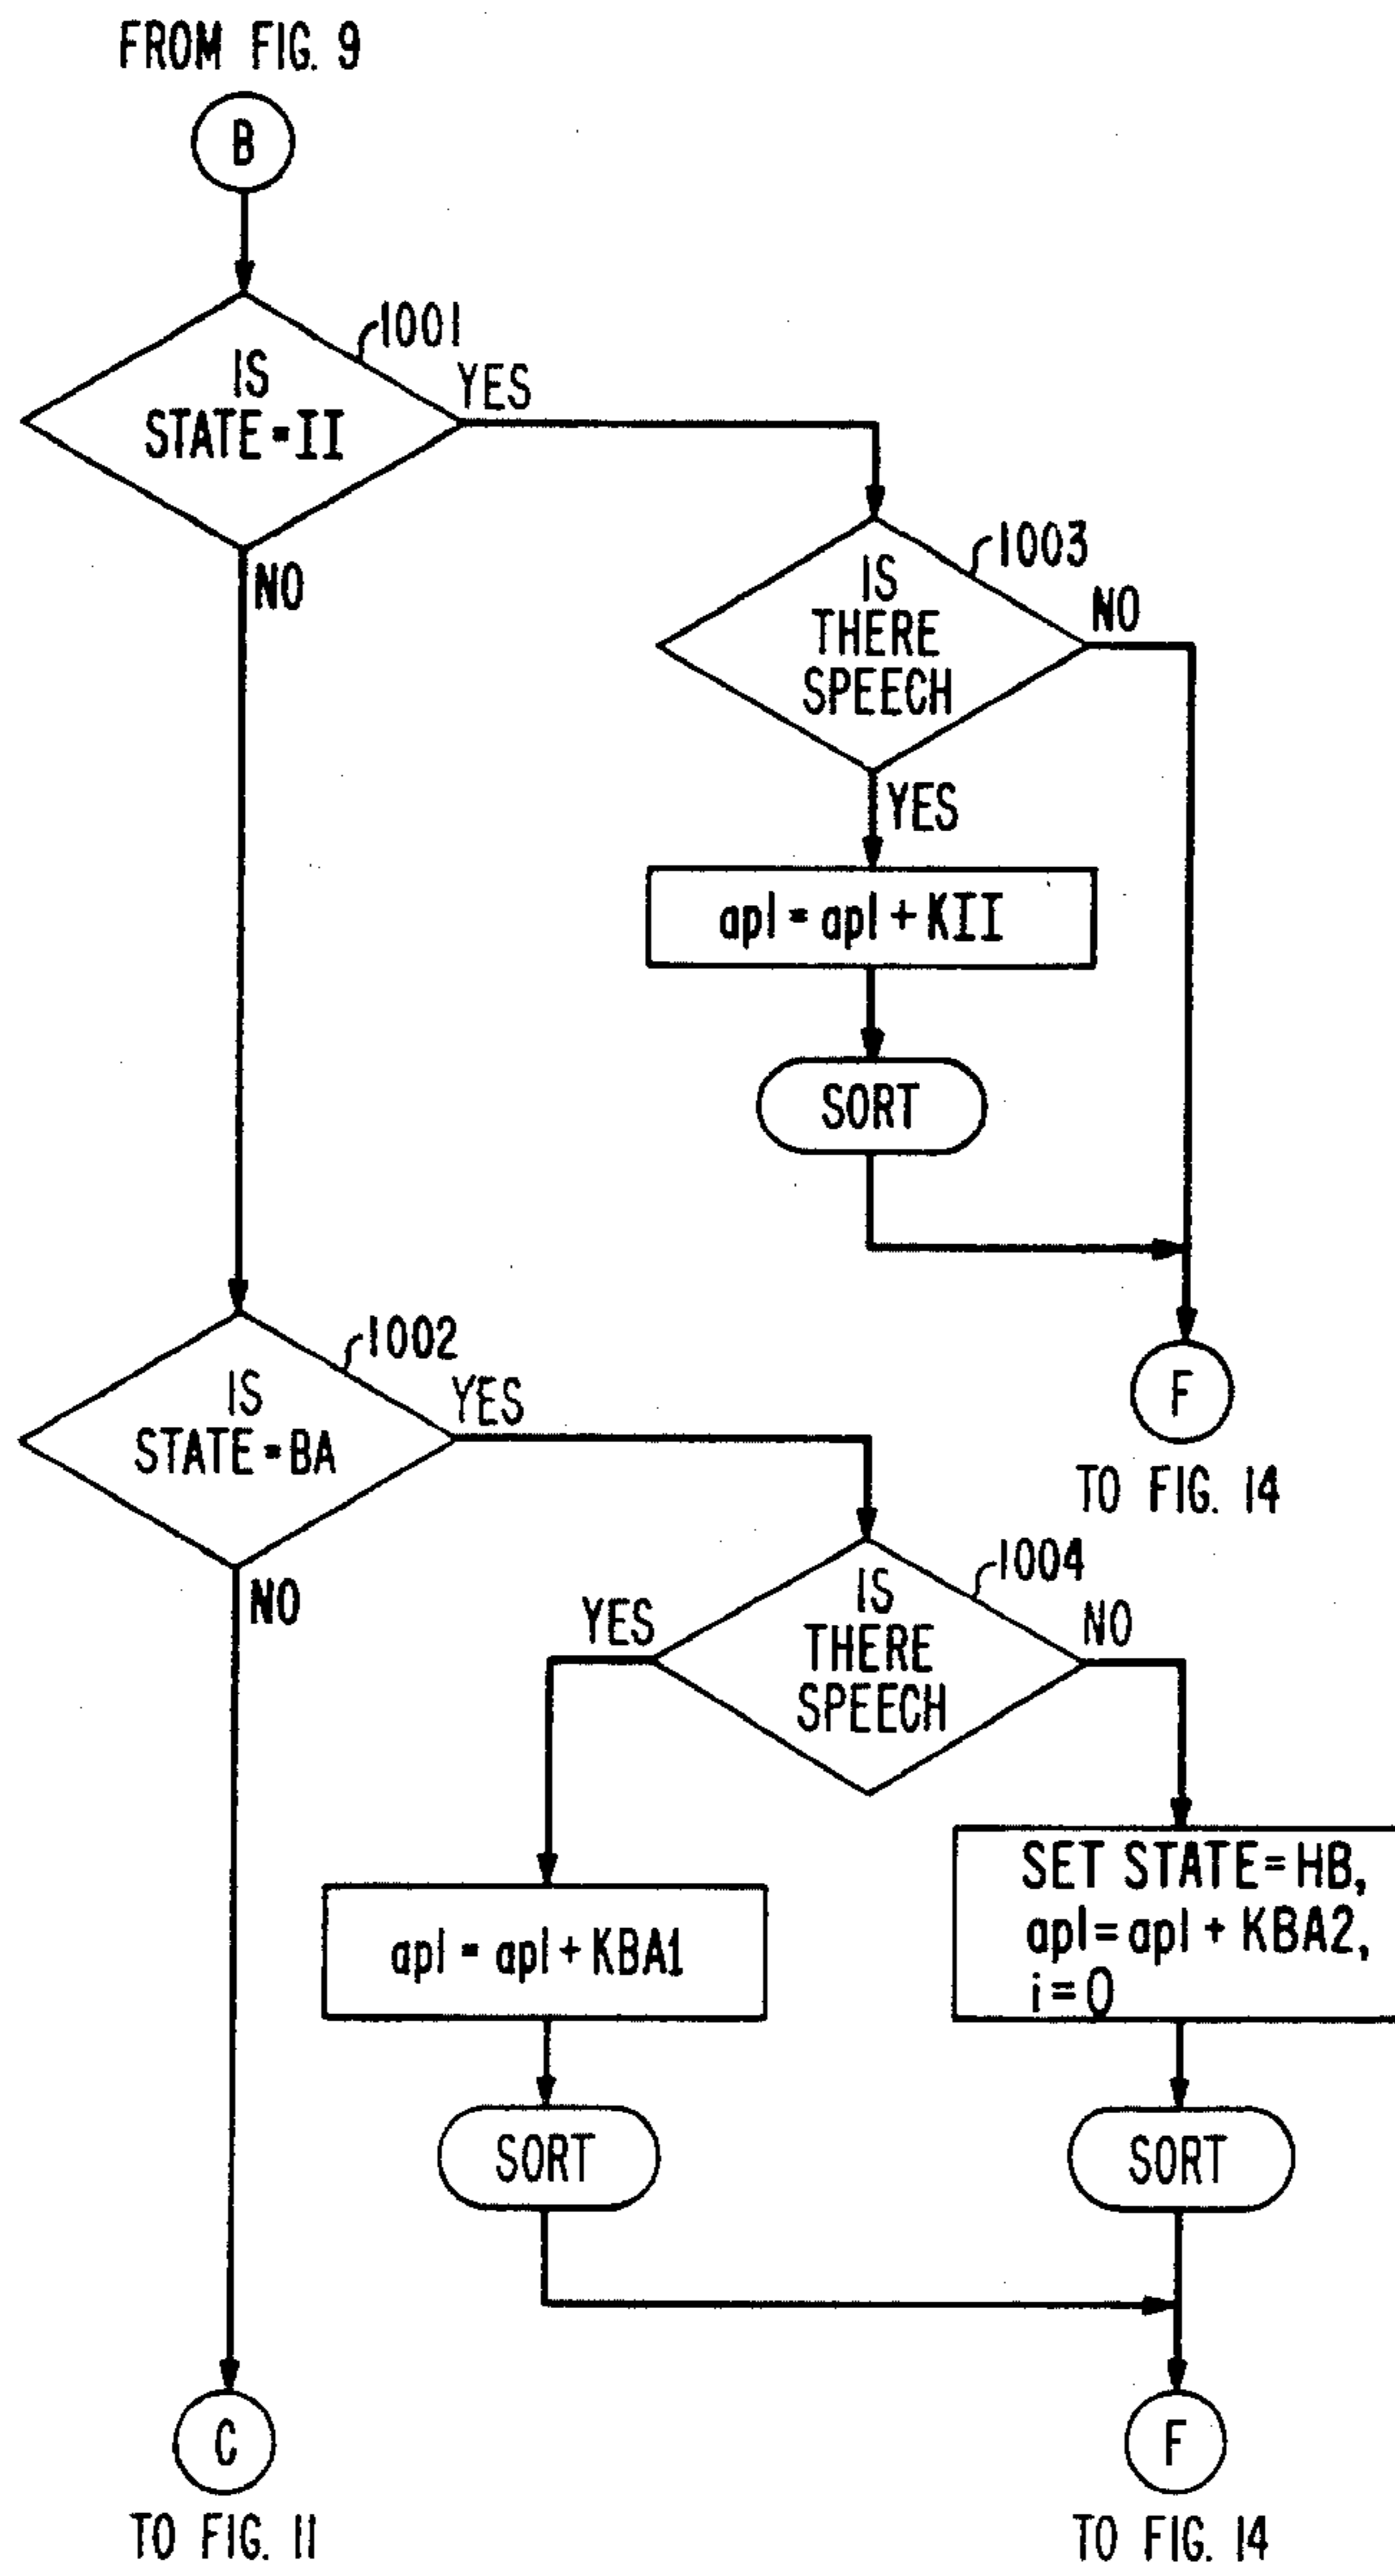 FROM FIG. 9
B
1001
IS
STATE=II
YES
NO
1003
IS
THERE
SPEECH
NO
YES
apl = apl + KII
SORT
F
TO FIG. 14
1002
IS
STATE=BA
YES
NO
1004
IS
THERE
SPEECH
YES
NO
apl = apl + KBA1
SORT
SET STATE=HB,
apl=apl + KBA2,
i=0
SORT
C
TO FIG. 11
F
TO FIG. 14